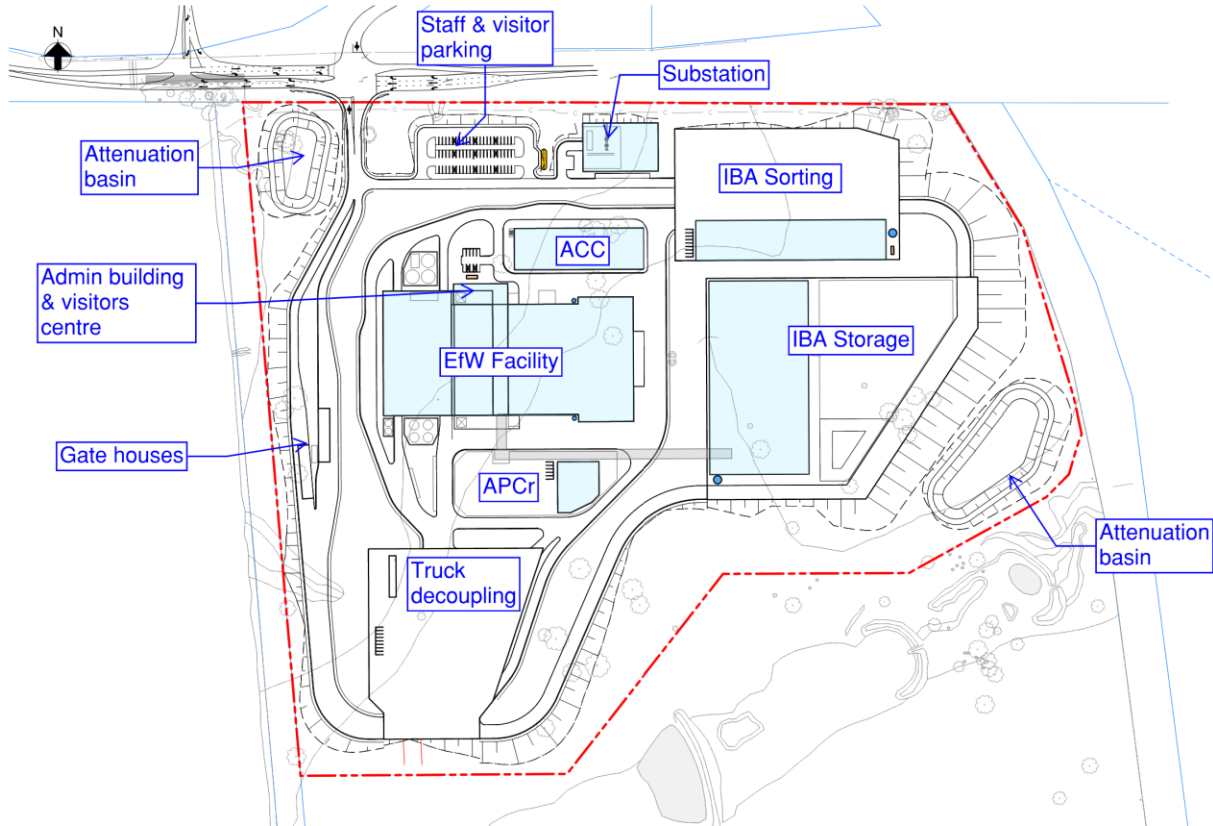 N
Staff & visitor
parking
Substation
Attenuation
basin
IBA Sorting
ACC
Admin building
& visitors
centre
IBA Storage
EfW Facility
Gate houses
APCr
Attenuation
basin
Truck
decoupling